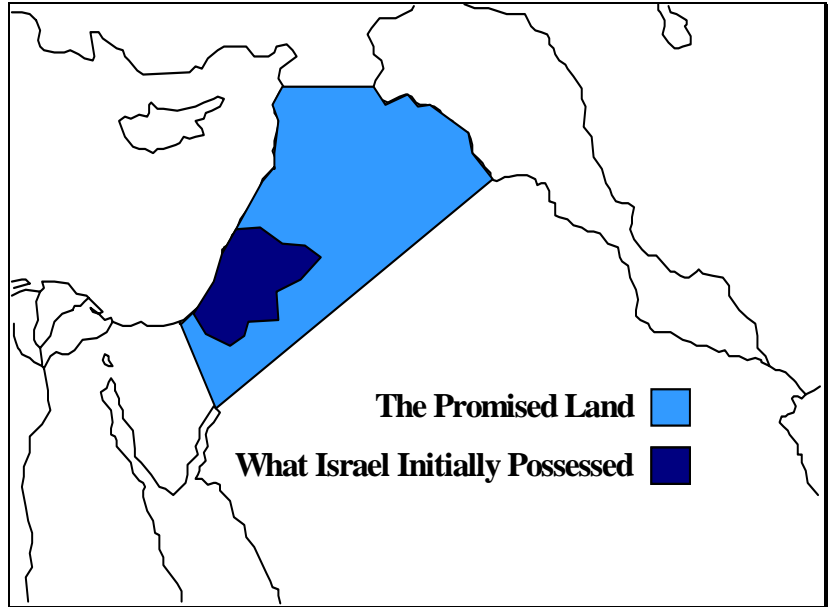 The Promised Land
What Israel Initially Possessed